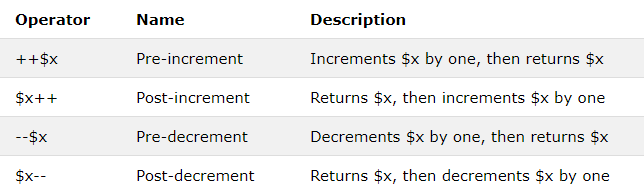 Operator Name Description
++$x Pre-increment Increments $x by one, then returns $x
$x++ Post-increment Returns $x, then increments $x by one
--$x Pre-decrement Decrements $x by one, then returns $x
$x-- Post-decrement Returns $x, then decrements $x by one